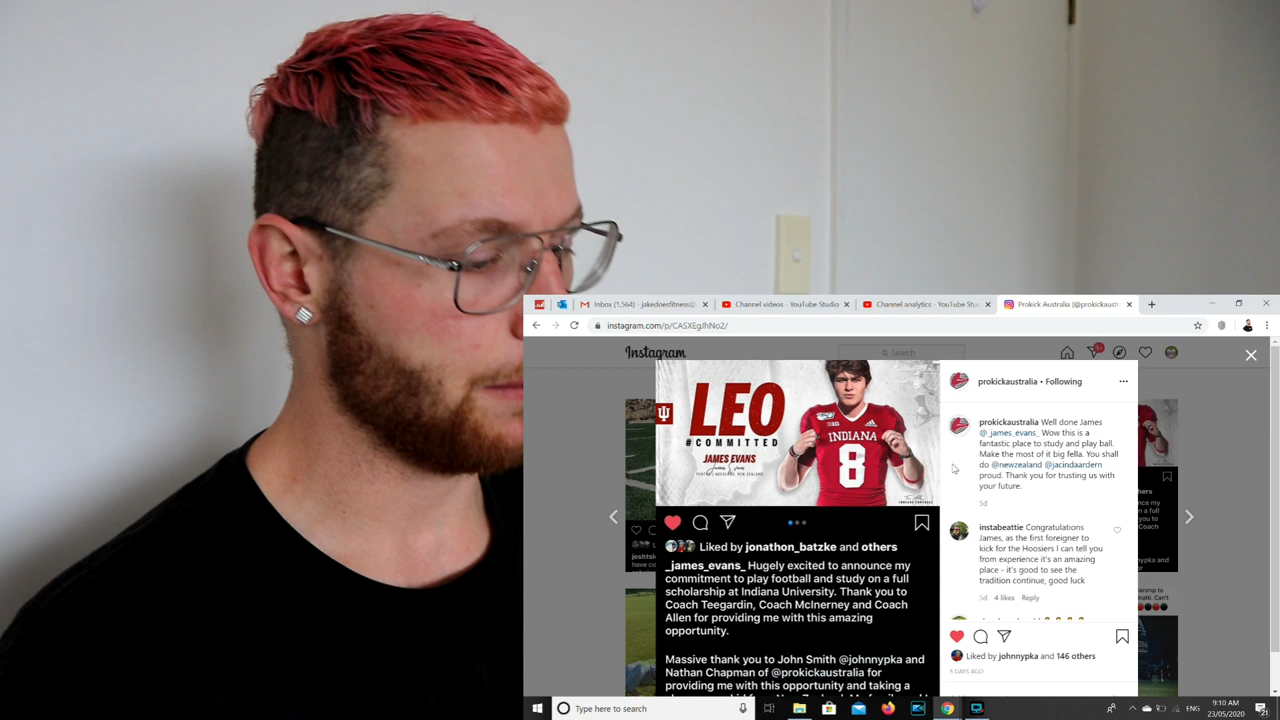 Inbox (1,564) - jakedoesfitness@
Channel videos - YouTube Studio
Channel analytics - YouTube Stu
Prokick Australia (@prokickaustr
instagram.com/p/CASXEgJhNo2/
Instagram
Search
9+
LEO
#COMMITTED
JAMES EVANS
INDIANA
8
prokickaustralia • Following
prokickaustralia Well done James
@_james_evans_ Wow this is a
fantastic place to study and play ball.
Make the most of it big fella. You shall
do @newzealand @jacindaardern
proud. Thank you for trusting us with
your future.
5d
instabeattie Congratulations
James, as the first foreigner to
kick for the Hoosiers I can tell you
from experience it's an amazing
place - it's good to see the
tradition continue, good luck
5d 4 likes Reply
Liked by johnnypka and 146 others
5 DAYS AGO
Liked by jonathon_batzke and others
_james_evans_ Hugely excited to announce my
commitment to play football and study on a full
scholarship at Indiana University. Thank you to
Coach Teegardin, Coach McInerney and Coach
Allen for providing me with this amazing
opportunity.
Massive thank you to John Smith @johnnypka and
Nathan Chapman of @prokickaustralia for
providing me with this opportunity and taking a
Type here to search
ENG
9:10 AM
23/05/2020